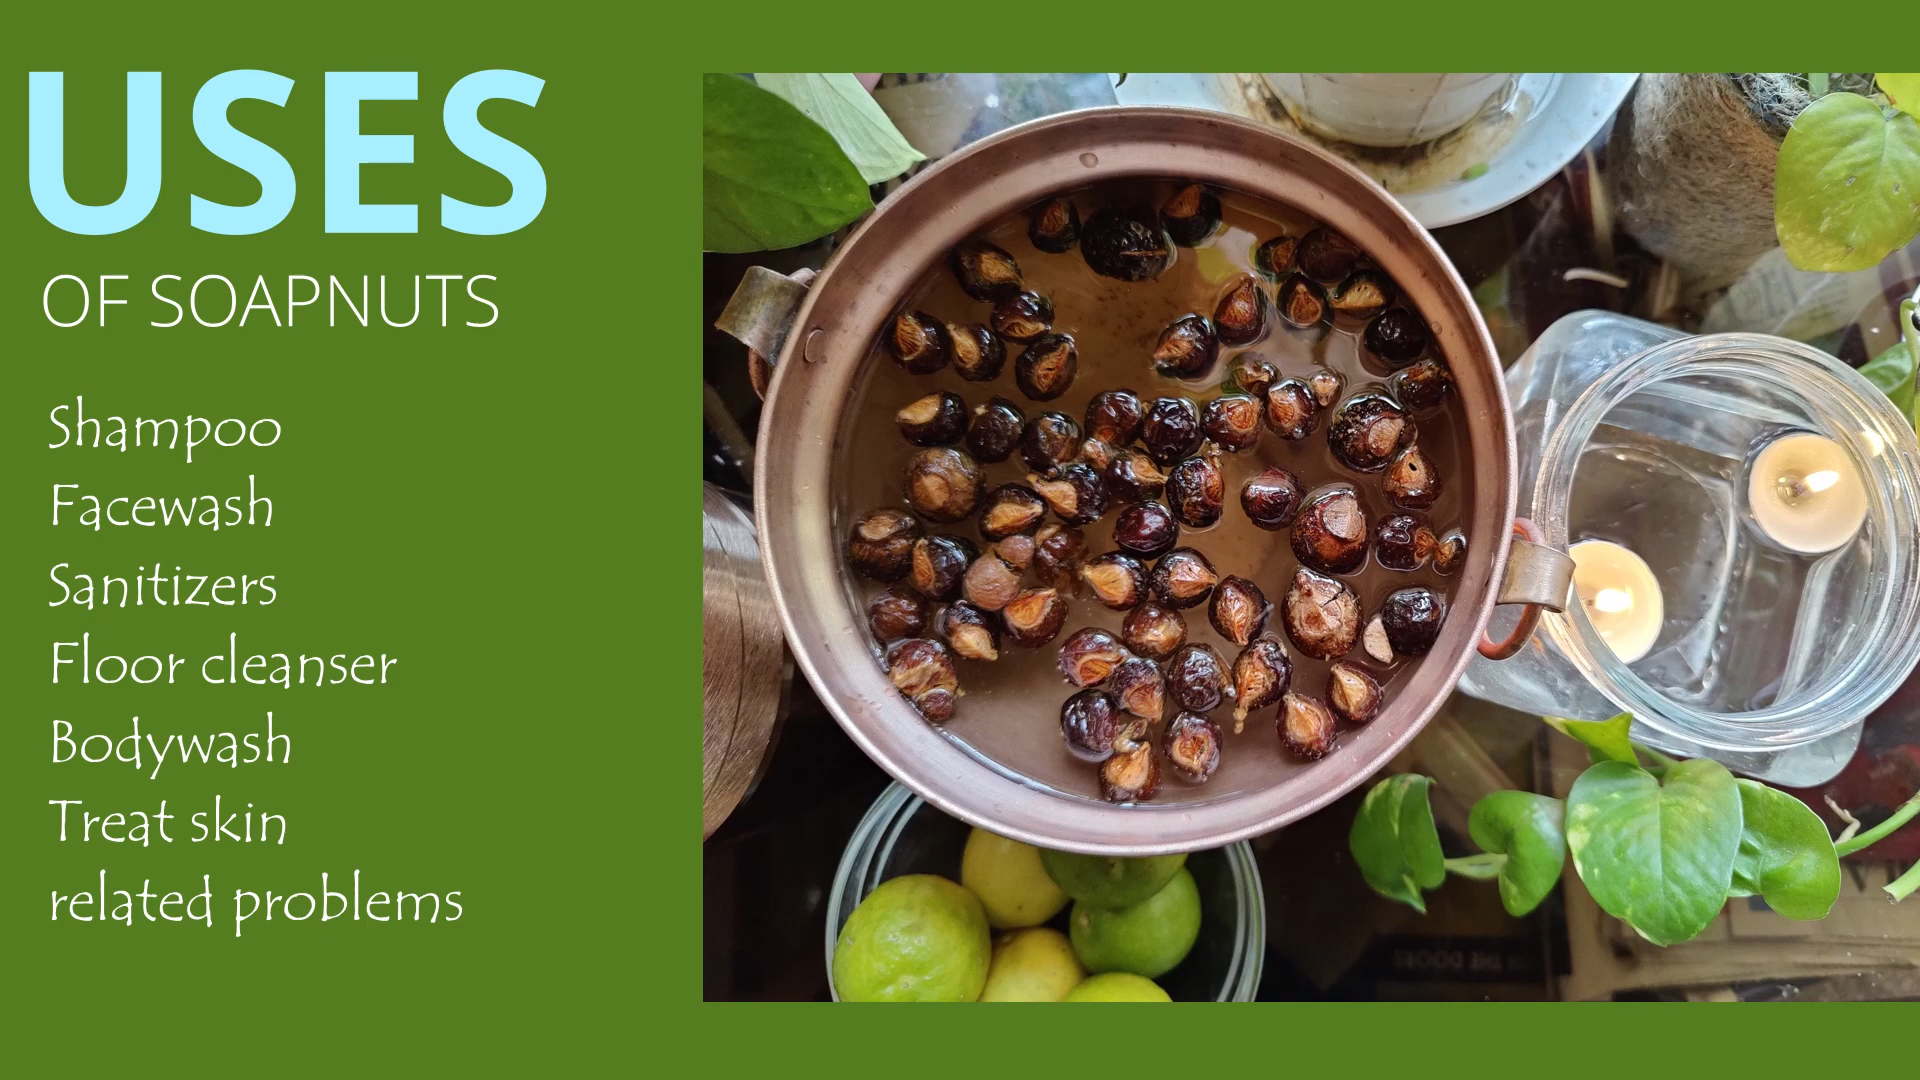 USES
OF SOAPNUTS
Shampoo
Facewash
Sanitizers
Floor cleanser
Bodywash
Treat skin
related problems